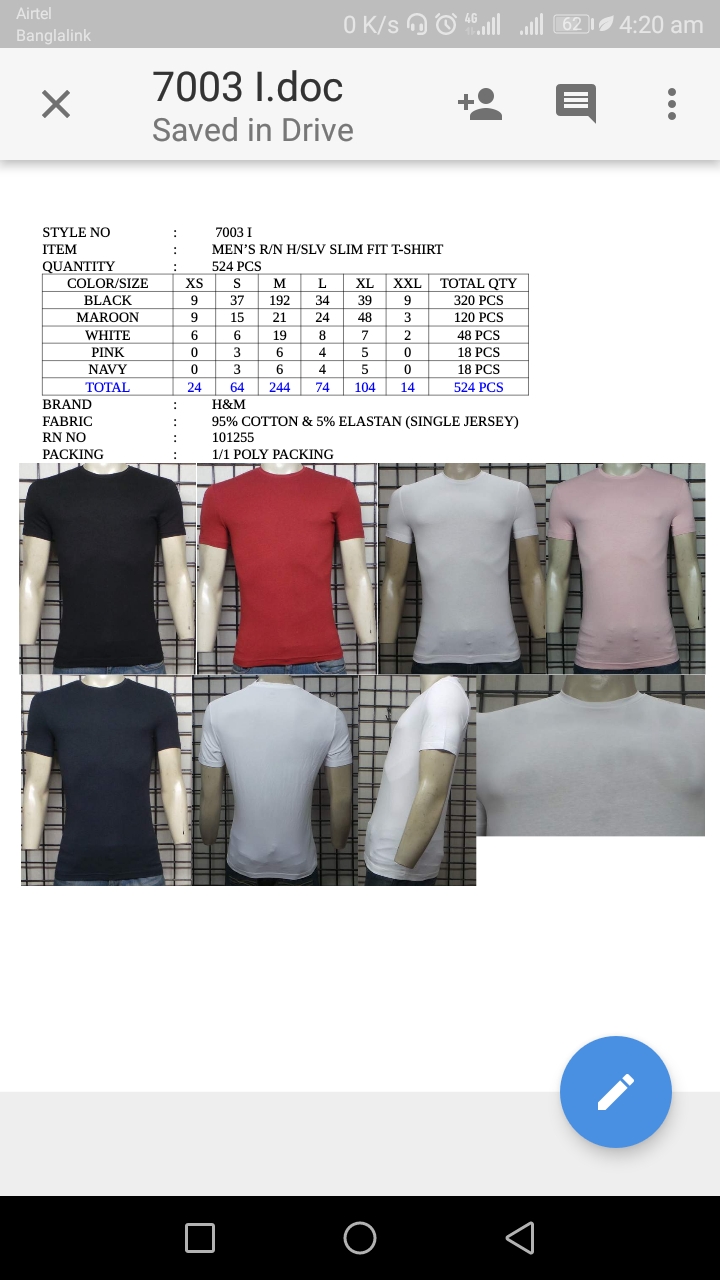 Airtel
Banglalink
0 K/s 4G 62 4:20 am
7003 I.doc
Saved in Drive
STYLE NO : 7003 I
ITEM : MEN'S R/N H/SLV SLIM FIT T-SHIRT
QUANTITY : 524 PCS
COLOR/SIZE XS S M L XL XXL TOTAL QTY
BLACK 9 37 192 34 39 9 320 PCS
MAROON 9 15 21 24 48 3 120 PCS
WHITE 6 6 19 8 7 2 48 PCS
PINK 0 3 6 4 5 0 18 PCS
NAVY 0 3 6 4 5 0 18 PCS
TOTAL 24 64 244 74 104 14 524 PCS
BRAND : H&M
FABRIC : 95% COTTON & 5% ELASTAN (SINGLE JERSEY)
RN NO : 101255
PACKING : 1/1 POLY PACKING